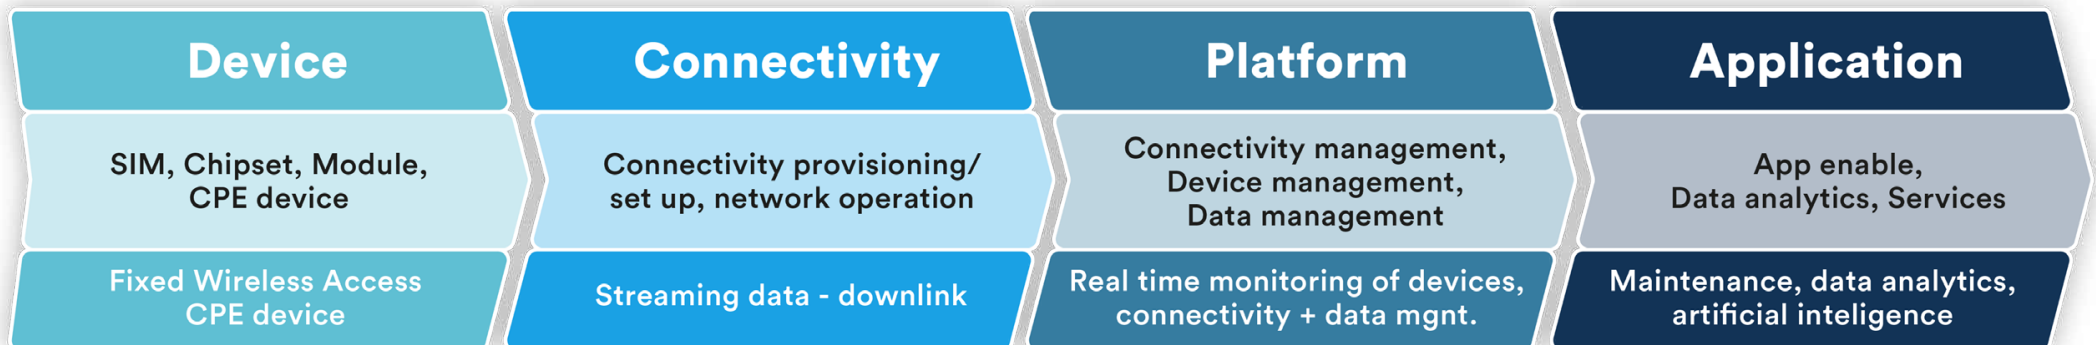 Device
Connectivity
Platform
Application
SIM, Chipset, Module,
CPE device
Connectivity provisioning/
set up, network operation
Connectivity management,
Device management,
Data management
App enable,
Data analytics, Services
Fixed Wireless Access
CPE device
Streaming data - downlink
Real time monitoring of devices,
connectivity + data mgnt.
Maintenance, data analytics,
artificial inteligence